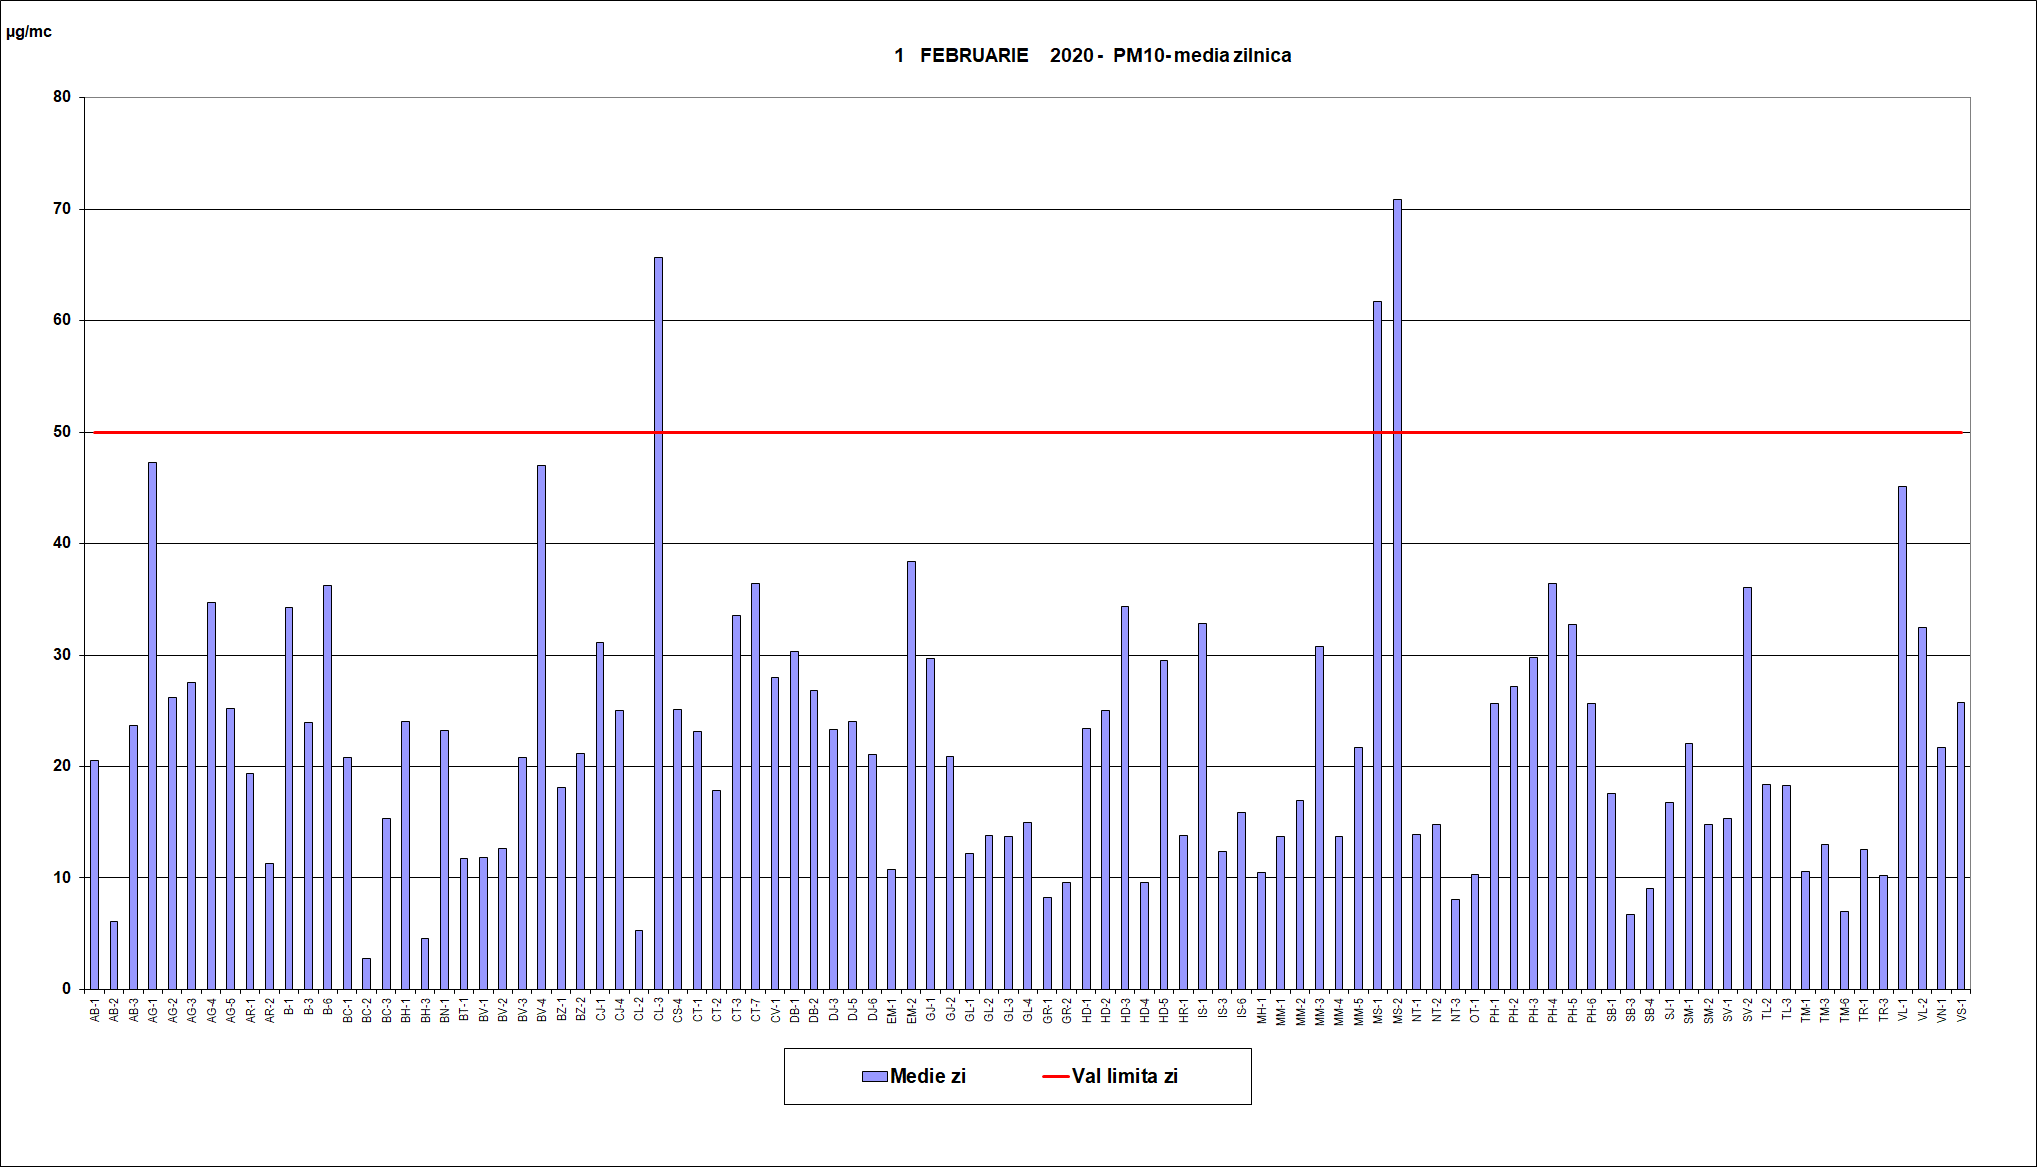 µg/mc
1 FEBRUARIE 2020 - PM10- media zilnica
80
70
60
50
40
30
20
10
0
AB-1 AB-2 AB-3 AG-1 AG-2 AG-3 AG-4 AG-5 AR-1 AR-2 B-1 B-3 B-6 BC-1 BC-2 BC-3 BH-1 BH-3 BN-1 BT-1 BV-1 BV-2 BV-3 BV-4 BZ-1 BZ-2 CJ-1 CJ-4 CL-2 CL-3 CS-4 CT-1 CT-2 CT-3 CT-7 CV-1 DB-1 DB-2 DJ-3 DJ-5 DJ-6 EM-1 EM-2 GJ-1 GJ-2 GL-1 GL-2 GL-3 GL-4 GR-1 GR-2 HD-1 HD-2 HD-3 HD-4 HD-5 HR-1 IS-1 IS-3 IS-6 MH-1 MM-1 MM-2 MM-3 MM-4 MM-5 MS-1 MS-2 NT-1 NT-2 NT-3 OT-1 PH-1 PH-2 PH-3 PH-4 PH-5 PH-6 SB-1 SB-3 SB-4 SJ-1 SM-1 SM-2 SV-1 SV-2 TL-2 TL-3 TM-1 TM-3 TM-6 TR-1 TR-3 VL-1 VL-2 VN-1 VS-1
Medie zi Val limita zi